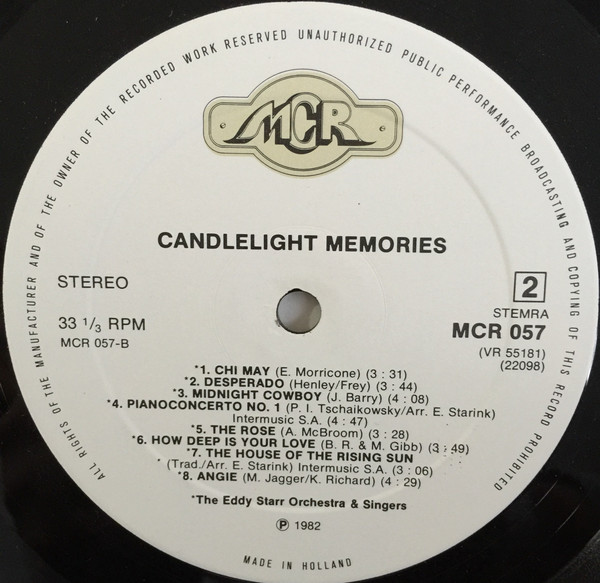 ALL RIGHTS OF THE MANUFACTURER AND OF THE OWNER OF THE RECORDED WORK RESERVED UNAUTHORIZED PUBLIC PERFORMANCE BROADCASTING AND COPYING OF THIS RECORD PROHIBITED
MCR
CANDLELIGHT MEMORIES
STEREO
2
STEMRA
33 1/3 RPM
MCR 057
MCR 057-B
(VR 55181)
(22098)
*1. CHI MAY (E. Morricone) (3 : 31)
*2. DESPERADO (Henley/Frey) (3 : 44)
*3. MIDNIGHT COWBOY (J. Barry) (4 : 08)
*4. PIANOCONCERTO NO. 1 (P. I. Tschaikowsky/Arr. E. Starink)
Intermusic S.A. (4 : 47)
*5. THE ROSE (A. McBroom) (3 : 28)
*6. HOW DEEP IS YOUR LOVE (B. R. & M. Gibb) (3 : 49)
*7. THE HOUSE OF THE RISING SUN
(Trad./Arr. E. Starink) Intermusic S.A. (3 : 06)
*8. ANGIE (M. Jagger/K. Richard) (4 : 29)
*The Eddy Starr Orchestra & Singers
℗ 1982
MADE IN HOLLAND